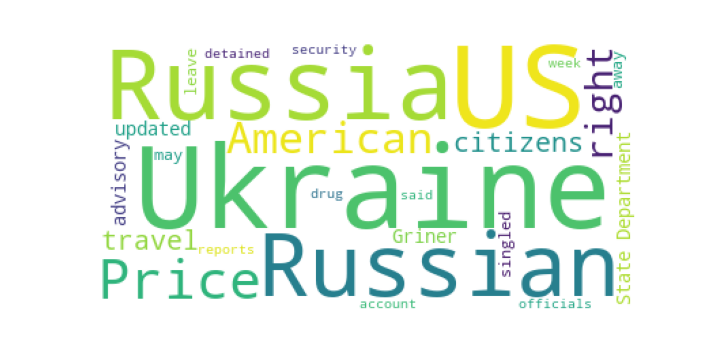 leave
detained
security
Russia
US
week
away
right
updated
American
citizens
advisory
may
Ukraine
drug
said
State Department
travel
reports
Griner
singled
Price
Russian
account
officials